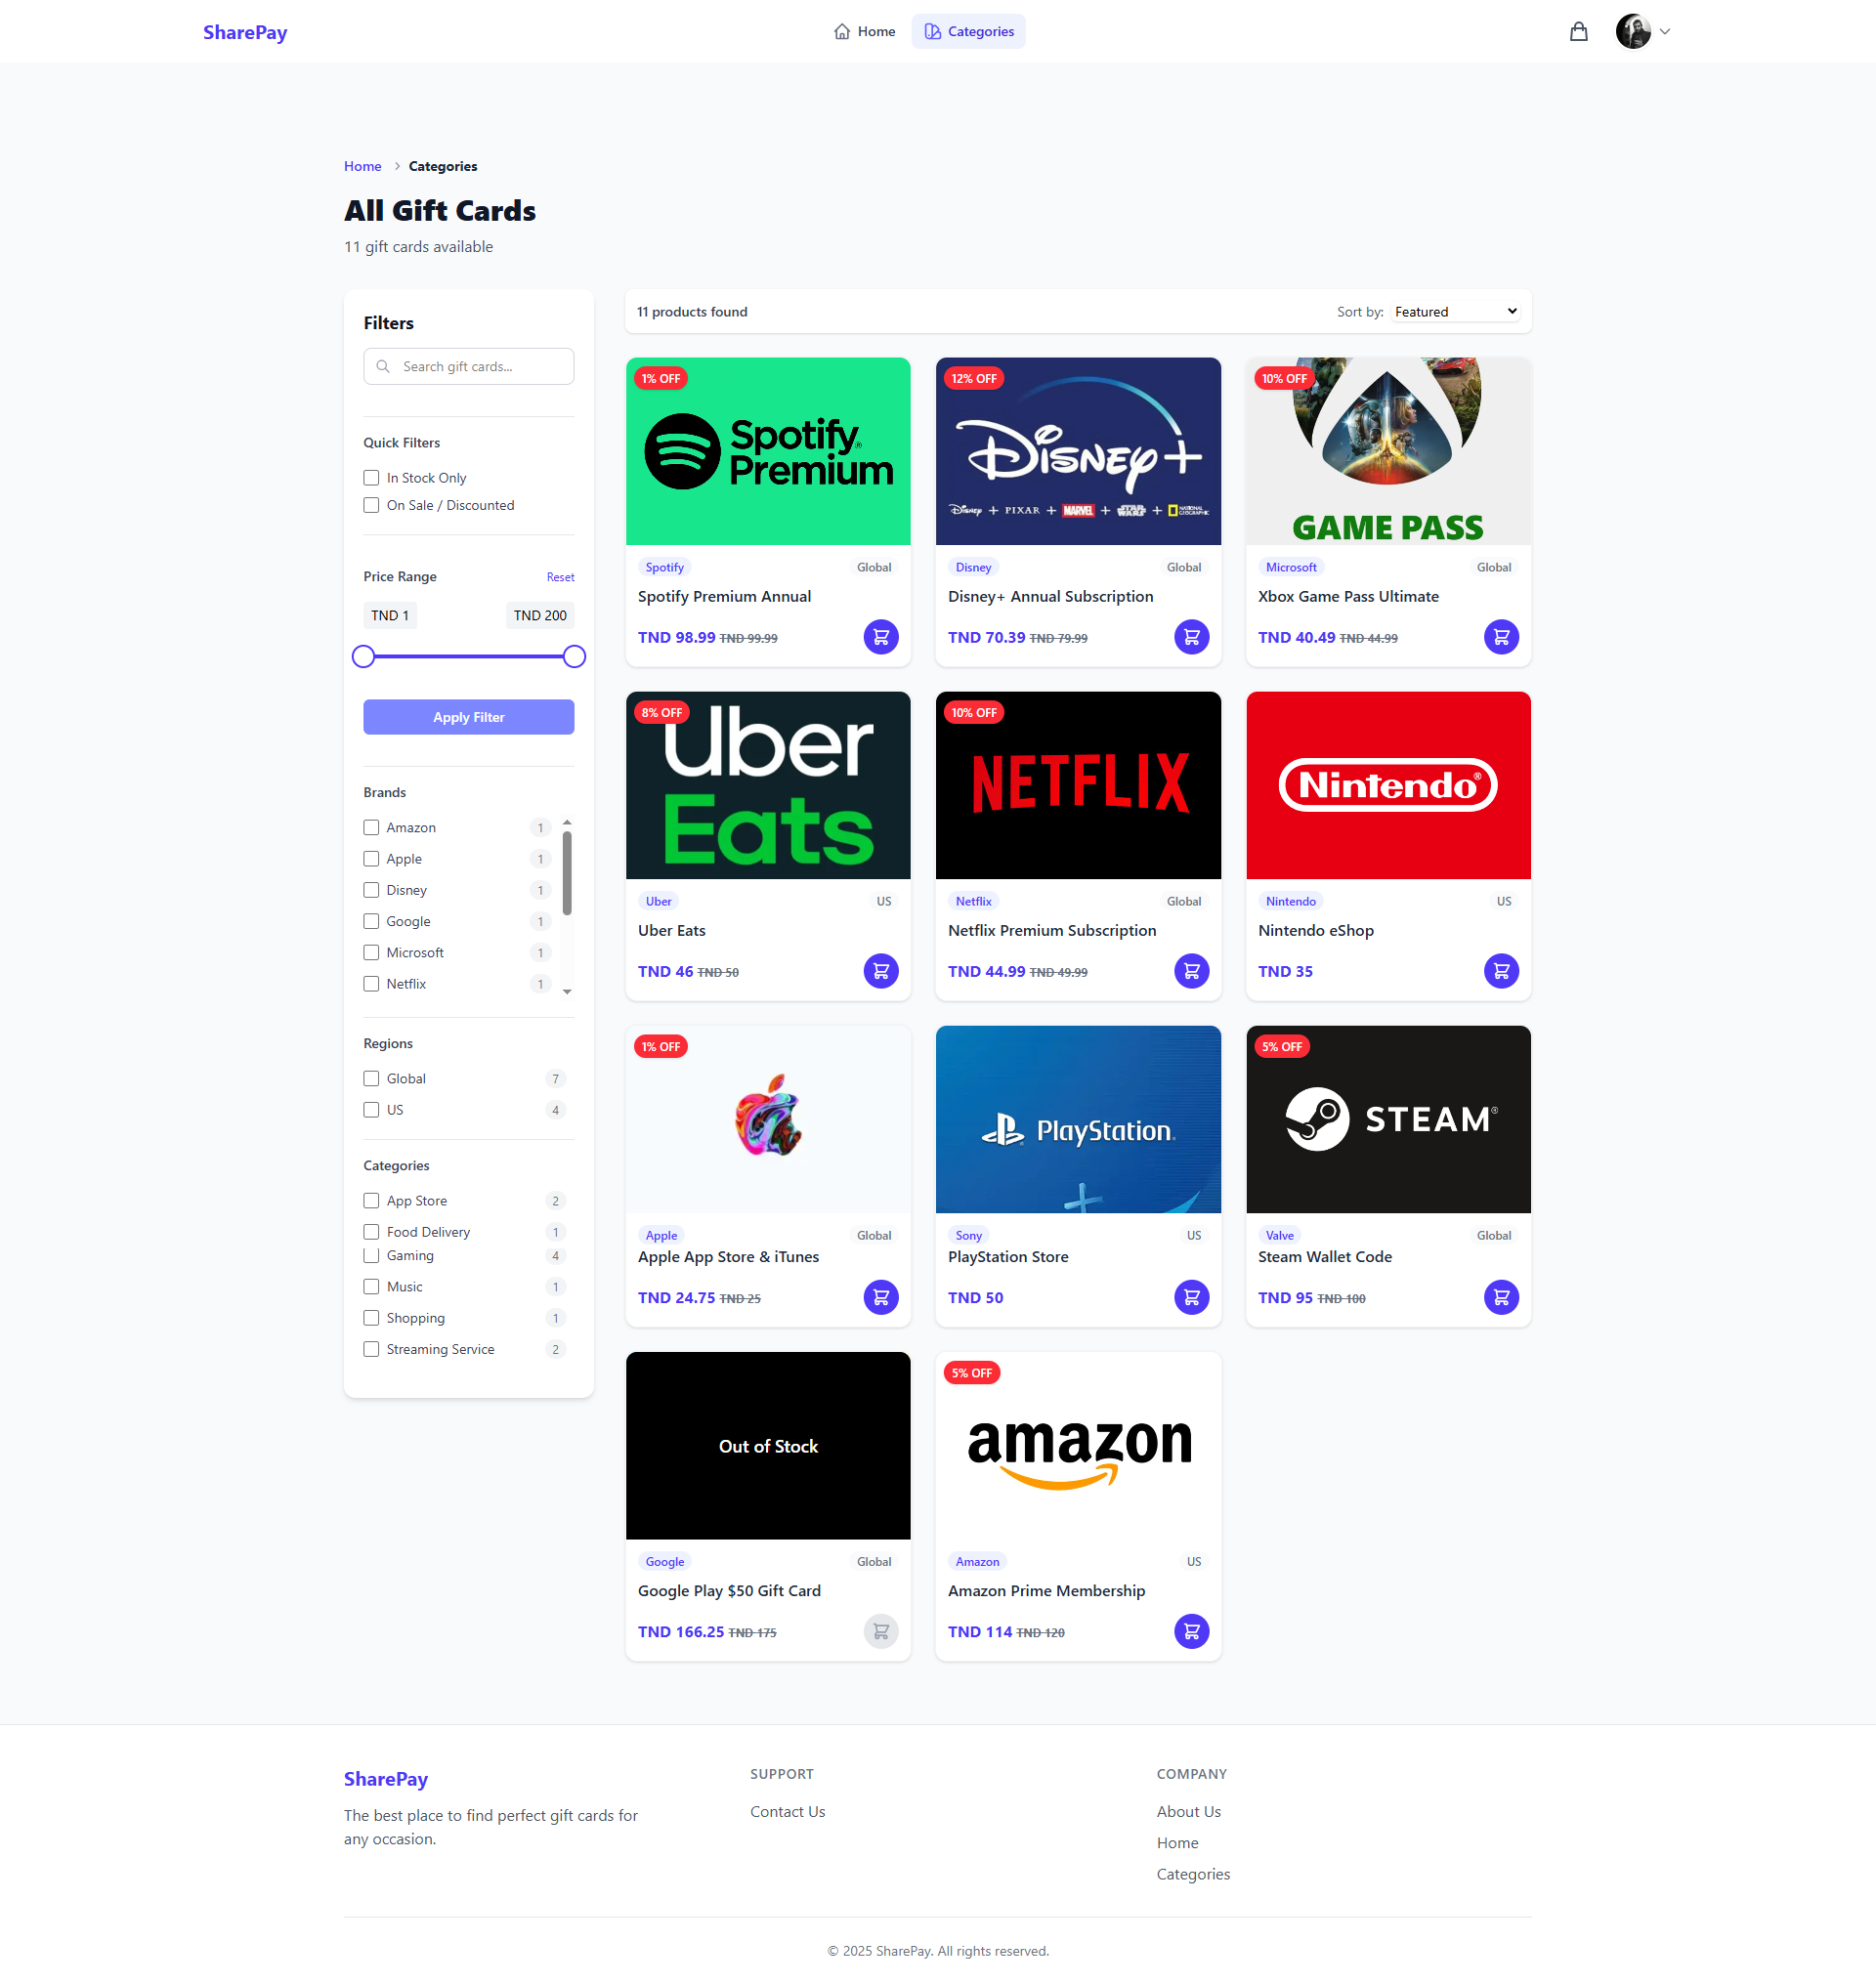 SharePay
Home
Categories
Home > Categories
All Gift Cards
11 gift cards available
Filters
Search gift cards...
Quick Filters
In Stock Only
On Sale / Discounted
Price Range Reset
TND 1 TND 200
Apply Filter
Brands
Amazon 1
Apple 1
Disney 1
Google 1
Microsoft 1
Netflix 1
Regions
Global 7
US 4
Categories
App Store 2
Food Delivery 1
Gaming 4
Music 1
Shopping 1
Streaming Service 2
11 products found
Sort by: Featured
1% OFF
Spotify®
Premium
Spotify Global
Spotify Premium Annual
TND 98.99 TND 99.99
12% OFF
Disney+
Disney + PIXAR + MARVEL + STAR WARS + NATIONAL GEOGRAPHIC
Disney Global
Disney+ Annual Subscription
TND 70.39 TND 79.99
10% OFF
GAME PASS
Microsoft Global
Xbox Game Pass Ultimate
TND 40.49 TND 44.99
8% OFF
Uber
Eats
Uber US
Uber Eats
TND 46 TND 50
10% OFF
NETFLIX
Netflix Global
Netflix Premium Subscription
TND 44.99 TND 49.99
Nintendo®
Nintendo US
Nintendo eShop
TND 35
1% OFF
Apple Global
Apple App Store & iTunes
TND 24.75 TND 25
PlayStation®
Sony US
PlayStation Store
TND 50
5% OFF
STEAM®
Valve Global
Steam Wallet Code
TND 95 TND 100
Out of Stock
Google Global
Google Play $50 Gift Card
TND 166.25 TND 175
5% OFF
amazon
Amazon US
Amazon Prime Membership
TND 114 TND 120
SharePay
The best place to find perfect gift cards for
any occasion.
SUPPORT
Contact Us
COMPANY
About Us
Home
Categories
© 2025 SharePay. All rights reserved.